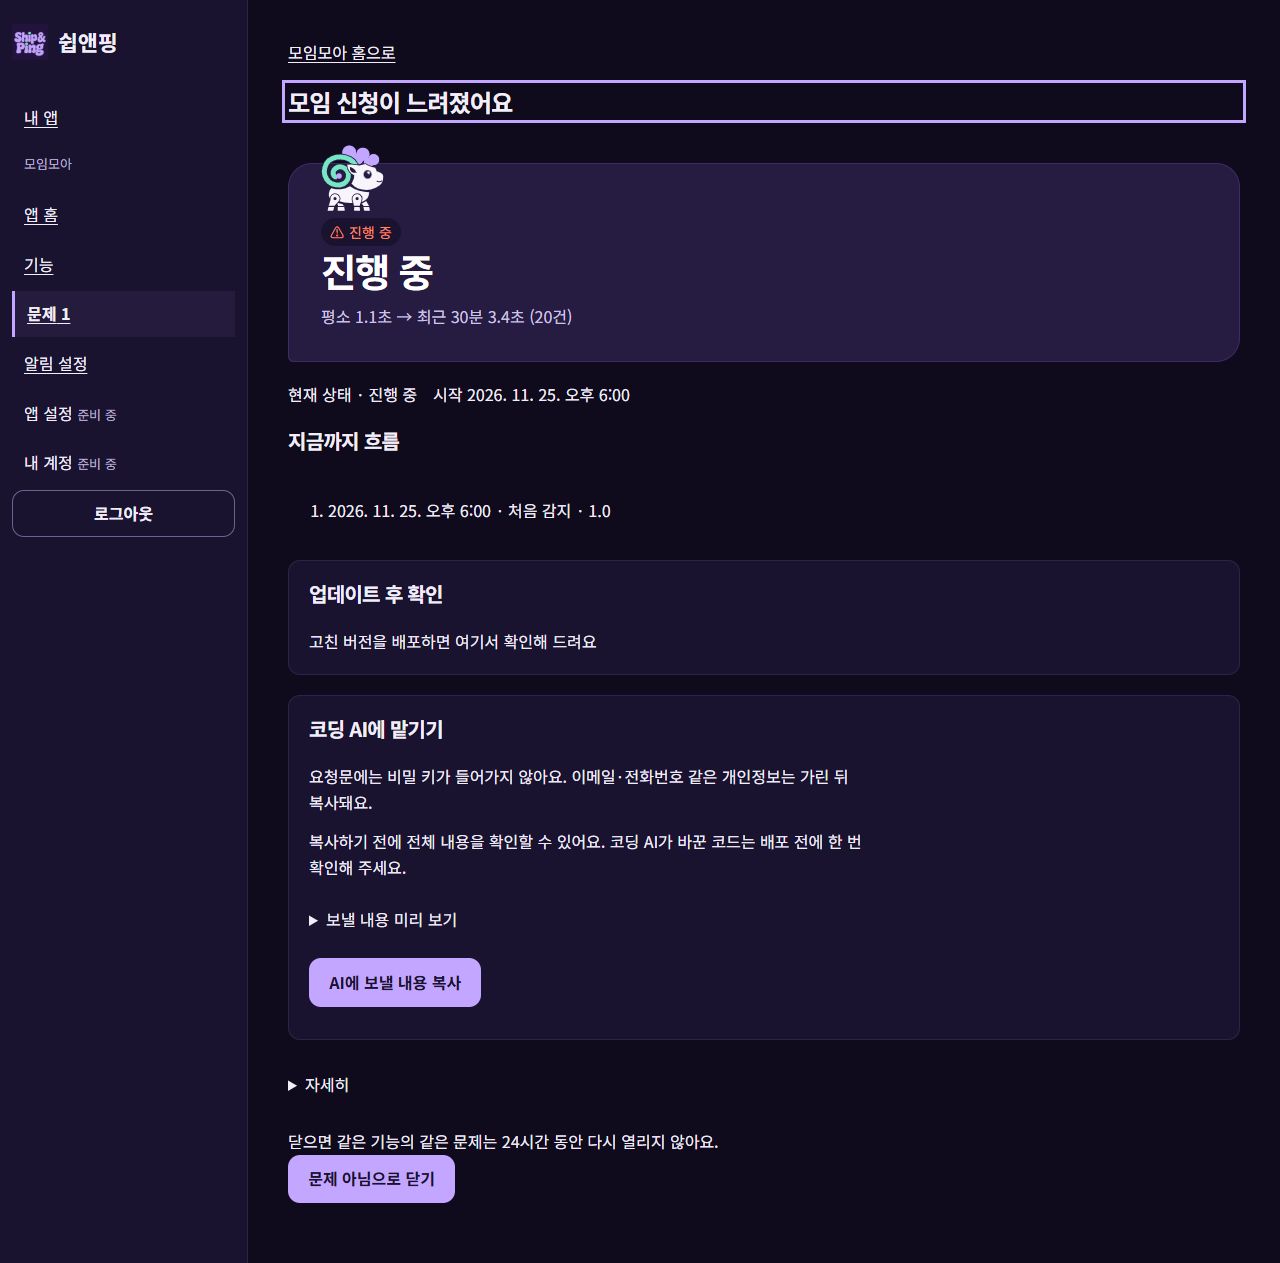 Ship&
Ping
쉽앤핑
내 앱
모임모아
앱 홈
기능
문제 1
알림 설정
앱 설정 준비 중
내 계정 준비 중
로그아웃
모임모아 홈으로
모임 신청이 느려졌어요
진행 중
진행 중
평소 1.1초 → 최근 30분 3.4초 (20건)
현재 상태 · 진행 중 시작 2026. 11. 25. 오후 6:00
지금까지 흐름
1. 2026. 11. 25. 오후 6:00 · 처음 감지 · 1.0
업데이트 후 확인
고친 버전을 배포하면 여기서 확인해 드려요
코딩 AI에 맡기기
요청문에는 비밀 키가 들어가지 않아요. 이메일·전화번호 같은 개인정보는 가린 뒤
복사돼요.
복사하기 전에 전체 내용을 확인할 수 있어요. 코딩 AI가 바꾼 코드는 배포 전에 한 번
확인해 주세요.
보낼 내용 미리 보기
AI에 보낼 내용 복사
자세히
닫으면 같은 기능의 같은 문제는 24시간 동안 다시 열리지 않아요.
문제 아님으로 닫기